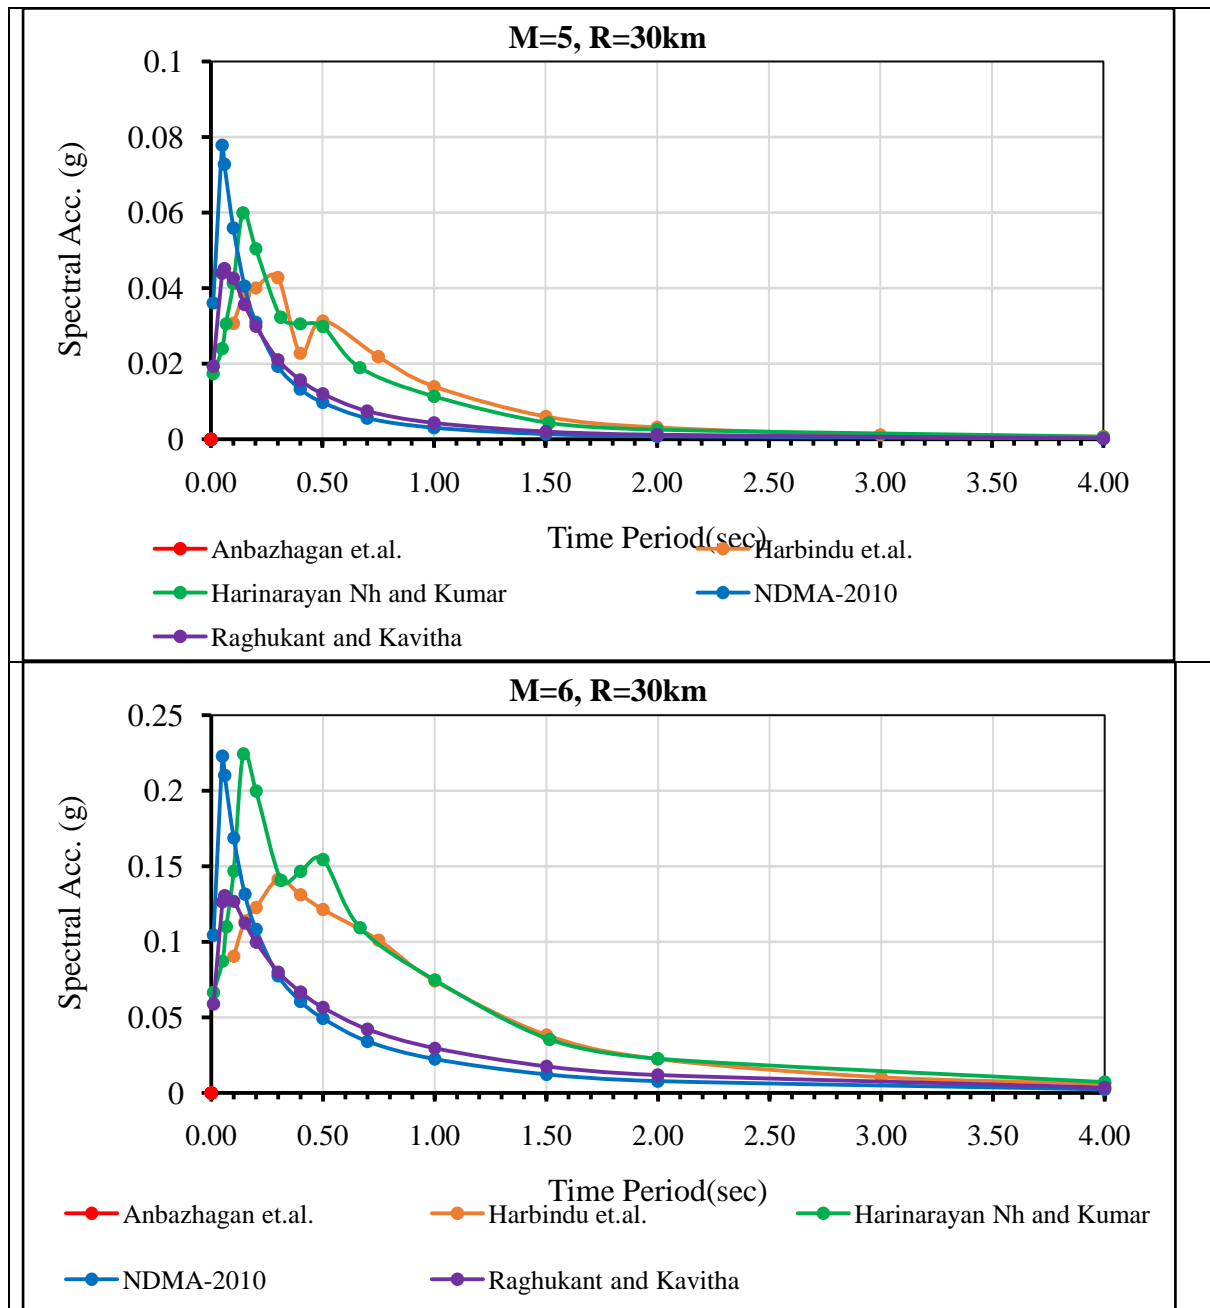 M=5, R=30km
0.1
0.08
0.06
0.04
0.02
0
Spectral Acc. (g)
0.00 0.50 1.00 1.50 2.00 2.50 3.00 3.50 4.00
Time Period(sec)
Anbazhagan et.al. Harbindu et.al.
Harinarayan Nh and Kumar NDMA-2010
Raghukant and Kavitha
M=6, R=30km
0.25
0.2
0.15
0.1
0.05
0
Spectral Acc. (g)
0.00 0.50 1.00 1.50 2.00 2.50 3.00 3.50 4.00
Time Period(sec)
Anbazhagan et.al. Harbindu et.al. Harinarayan Nh and Kumar
NDMA-2010 Raghukant and Kavitha